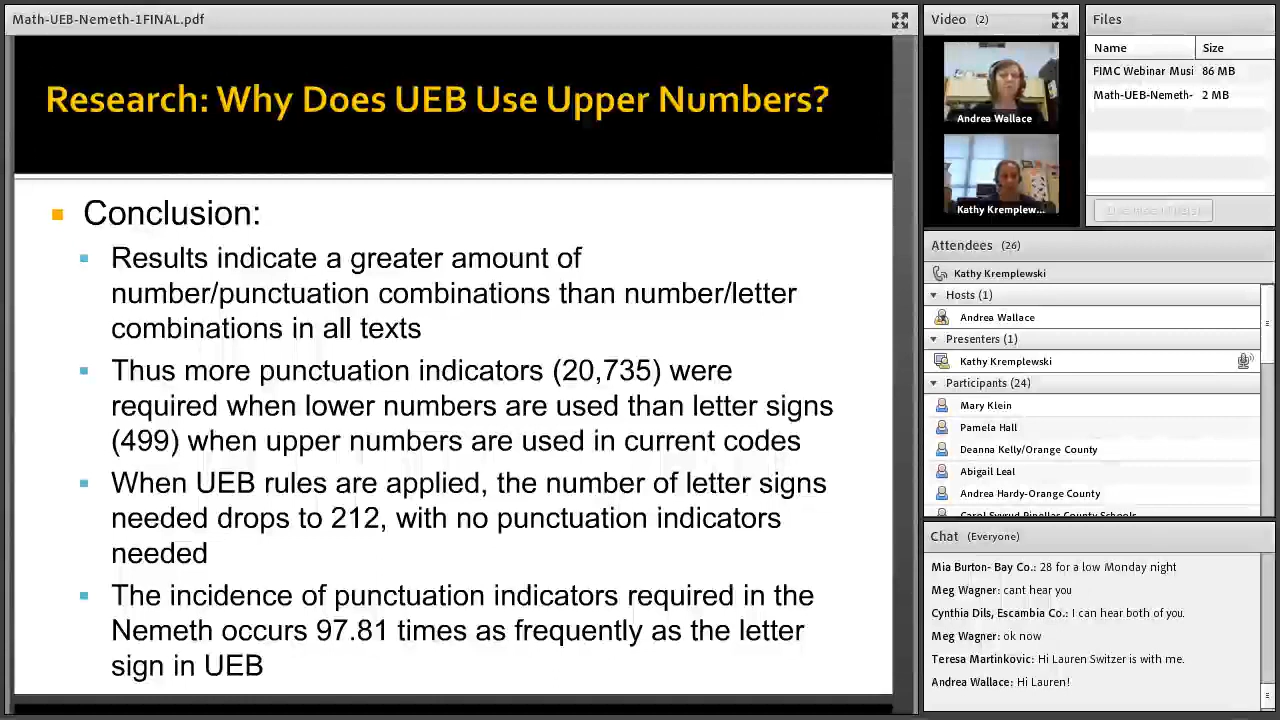 Math-UEB-Nemeth-1FINAL.pdf
Research: Why Does UEB Use Upper Numbers?
Conclusion:
Results indicate a greater amount of
number/punctuation combinations than number/letter
combinations in all texts
Thus more punctuation indicators (20,735) were
required when lower numbers are used than letter signs
(499) when upper numbers are used in current codes
When UEB rules are applied, the number of letter signs
needed drops to 212, with no punctuation indicators
needed
The incidence of punctuation indicators required in the
Nemeth occurs 97.81 times as frequently as the letter
sign in UEB
Video (2)
Andrea Wallace
Kathy Kremplew...
Files
Name Size
FIMC Webinar Musi 86 MB
Math-UEB-Nemeth- 2 MB
Attendees (26)
Kathy Kremplewski
Hosts (1)
Andrea Wallace
Presenters (1)
Kathy Kremplewski
Participants (24)
Mary Klein
Pamela Hall
Deanna Kelly/Orange County
Abigail Leal
Andrea Hardy-Orange County
Chat (Everyone)
Mia Burton- Bay Co.: 28 for a low Monday night
Meg Wagner: cant hear you
Cynthia Dils, Escambia Co.: I can hear both of you.
Meg Wagner: ok now
Teresa Martinkovic: Hi Lauren Switzer is with me.
Andrea Wallace: Hi Lauren!